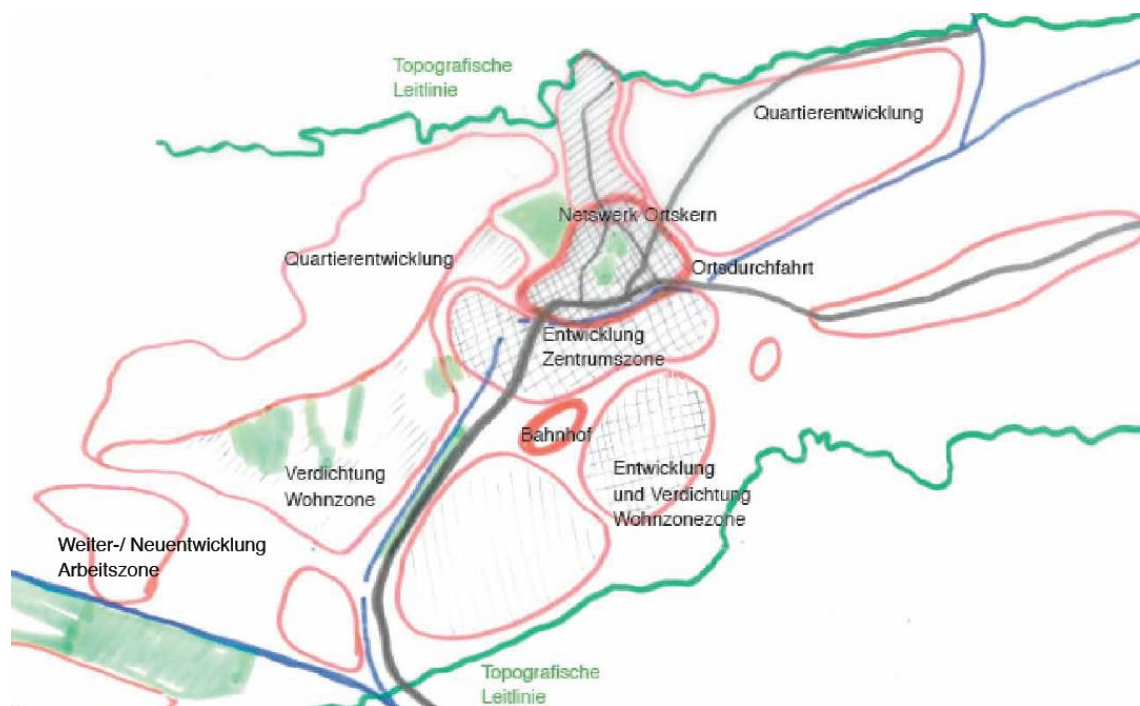 Topografische
Leitlinie
Quartierentwicklung
Netswerk Ortskern
Quartierentwicklung
Ortsdurchfahrt
Entwicklung
Zentrumszone
Bahnhof
Verdichtung
Wohnzone
Entwicklung
und Verdichtung
Wohnzonezone
Weiter-/ Neuentwicklung
Arbeitszone
Topografische
Leitlinie